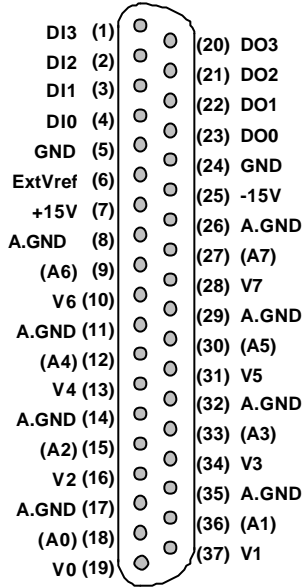 DI3 (1)
(20) DO3
DI2 (2)
(21) DO2
DI1 (3)
(22) DO1
DI0 (4)
(23) DO0
GND (5)
(24) GND
ExtVref (6)
(25) -15V
+15V (7)
(26) A.GND
A.GND (8)
(27) (A7)
(A6) (9)
(28) V7
V6 (10)
(29) A.GND
A.GND (11)
(30) (A5)
(A4) (12)
(31) V5
V4 (13)
(32) A.GND
A.GND (14)
(33) (A3)
(A2) (15)
(34) V3
V2 (16)
(35) A.GND
A.GND (17)
(36) (A1)
(A0) (18)
(37) V1
V0 (19)